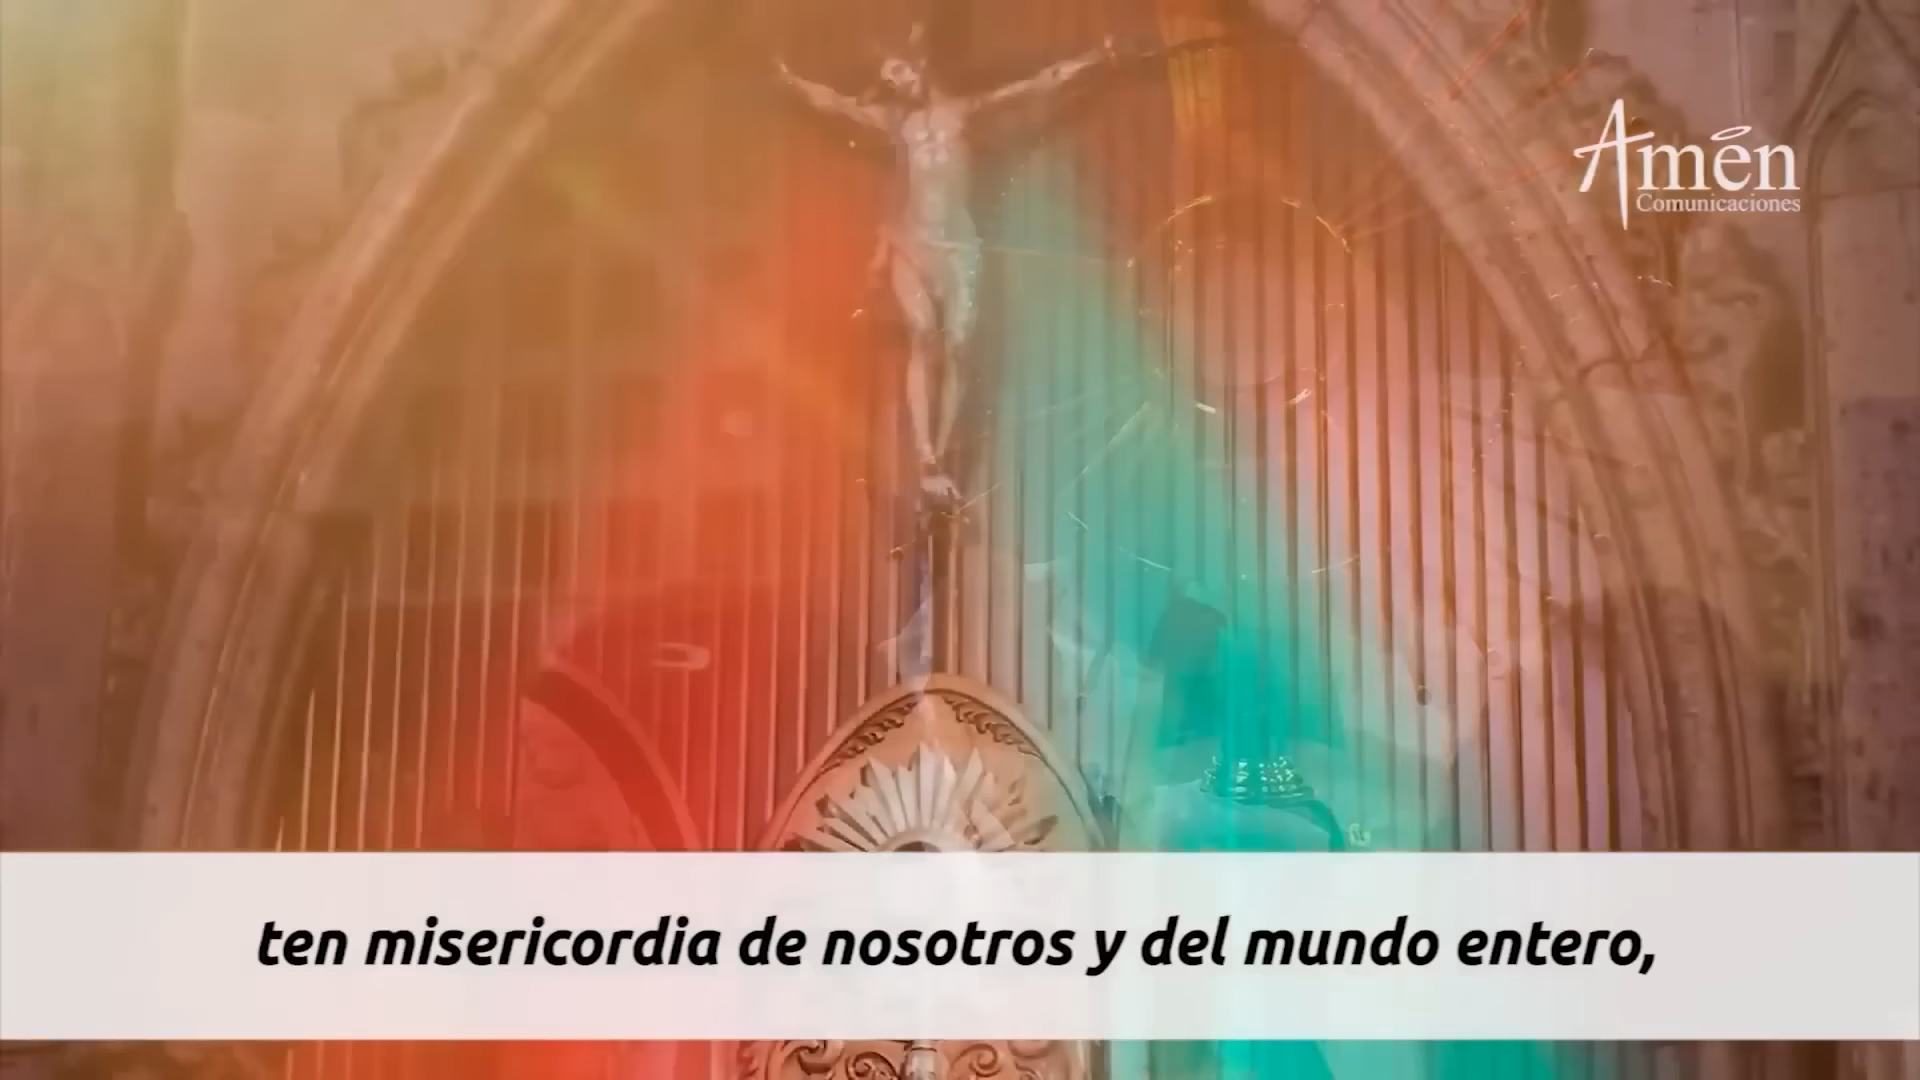 Amén
Comunicaciones
ten misericordia de nosotros y del mundo entero,